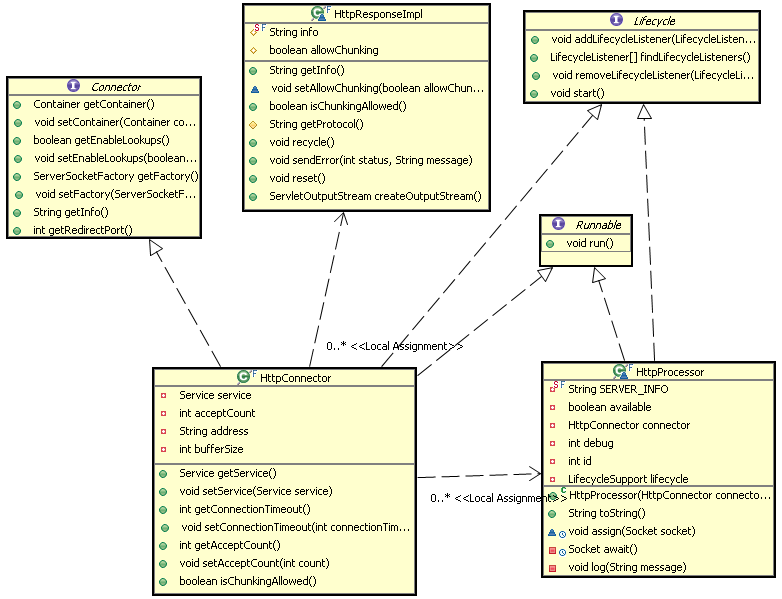 HttpResponseImpl
String info
boolean allowChunking
String getInfo()
void setAllowChunking(boolean allowChun...
boolean isChunkingAllowed()
String getProtocol()
void recycle()
void sendError(int status, String message)
void reset()
ServletOutputStream createOutputStream()
Lifecycle
void addLifecycleListener(LifecycleListen...
LifecycleListener[] findLifecycleListeners()
void removeLifecycleListener(LifecycleLi...
void start()
Connector
Container getContainer()
void setContainer(Container co...
boolean getEnableLookups()
void setEnableLookups(boolean...
ServerSocketFactory getFactory()
void setFactory(ServerSocketF...
String getInfo()
int getRedirectPort()
Runnable
void run()
0..* <<Local Assignment>>
HttpConnector
Service service
int acceptCount
String address
int bufferSize
Service getService()
void setService(Service service)
int getConnectionTimeout()
void setConnectionTimeout(int connectionTim...
int getAcceptCount()
void setAcceptCount(int count)
boolean isChunkingAllowed()
0..* <<Local Assignment>>
HttpProcessor
String SERVER_INFO
boolean available
HttpConnector connector
int debug
int id
LifecycleSupport lifecycle
HttpProcessor(HttpConnector connecto...
String toString()
void assign(Socket socket)
Socket await()
void log(String message)